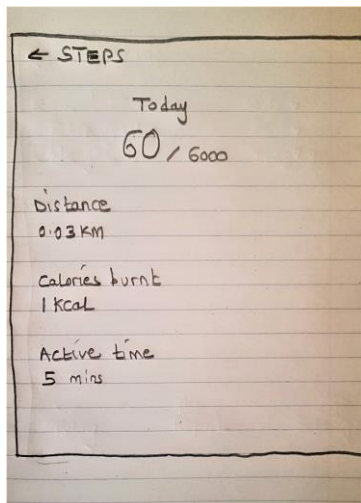 ← STEPS
Today
60 / 6000
Distance
0.03 KM
Calories burnt
1 Kcal
Active time
5 mins